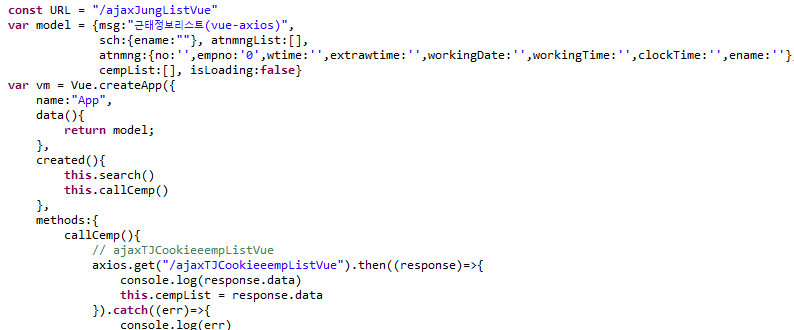 const URL = "/ajaxJungListVue"
var model = {msg:"근태정보리스트(vue-axios)",
sch:{ename:""}, atnmngList:[],
atnmng:{no:'',empno:'0',wtime:'',extrawtime:'',workingDate:'',workingTime:'',clockTime:'',ename:''},
cempList:[], isLoading:false}
var vm = Vue.createApp({
name:"App",
data(){
return model;
},
created(){
this.search()
this.callCemp()
},
methods:{
callCemp(){
// ajaxTJCookieeempListVue
axios.get("/ajaxTJCookieeempListVue").then((response)=>{
console.log(response.data)
this.cempList = response.data
}).catch((err)=>{
console.log(err)